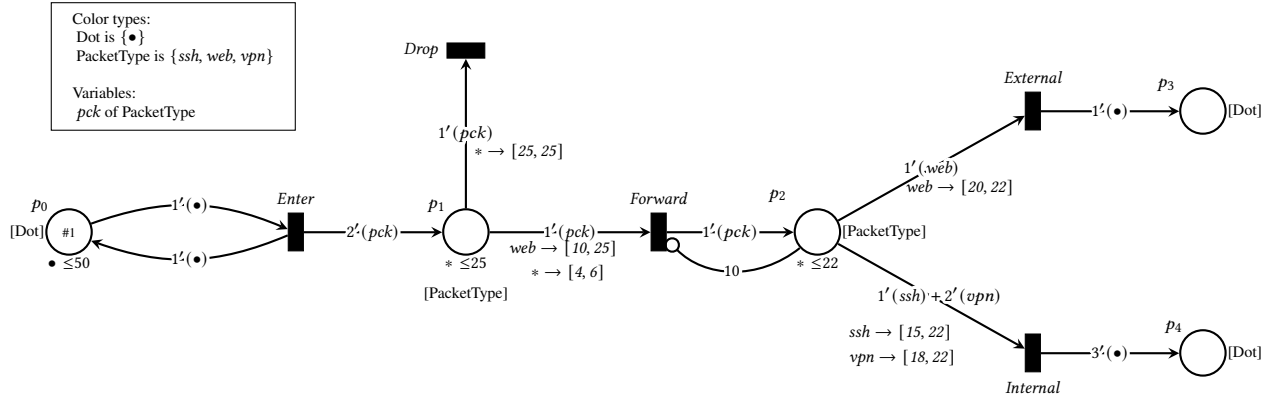 Color types:
Dot is {•}
PacketType is {ssh, web, vpn}
Variables:
pck of PacketType
Drop
1′(pck)
∗ → [25, 25]
External
p3
1′(•)
[Dot]
1′(web)
web → [20, 22]
p0
[Dot]
#1
• ≤50
1′(•)
1′(•)
Enter
2′(pck)
p1
∗ ≤25
[PacketType]
1′(pck)
web → [10, 25]
∗ → [4, 6]
Forward
1′(pck)
10
p2
[PacketType]
∗ ≤22
1′(ssh) + 2′(vpn)
ssh → [15, 22]
vpn → [18, 22]
Internal
3′(•)
p4
[Dot]